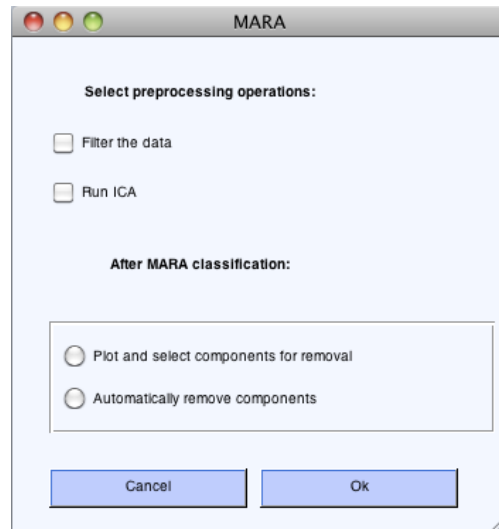 MARA
Select preprocessing operations:
Filter the data
Run ICA
After MARA classification:
Plot and select components for removal
Automatically remove components
Cancel
Ok